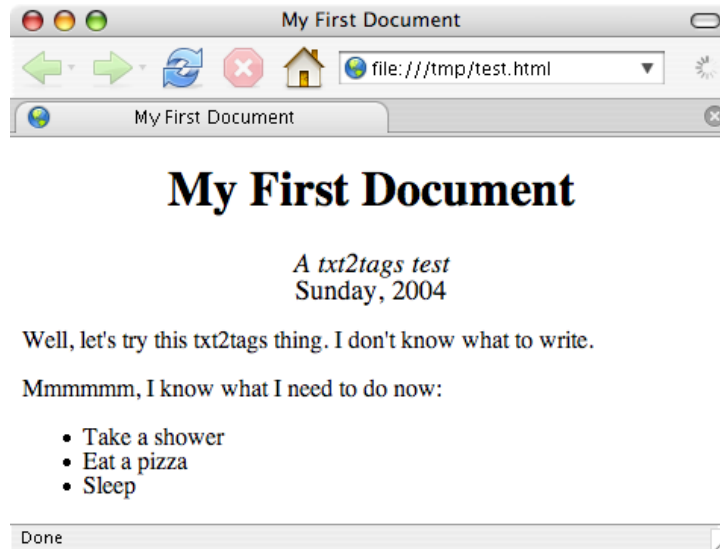 My First Document
file:///tmp/test.html
My First Document
My First Document
A txt2tags test
Sunday, 2004
Well, let's try this txt2tags thing. I don't know what to write.
Mmmmmm, I know what I need to do now:
• Take a shower
• Eat a pizza
• Sleep
Done